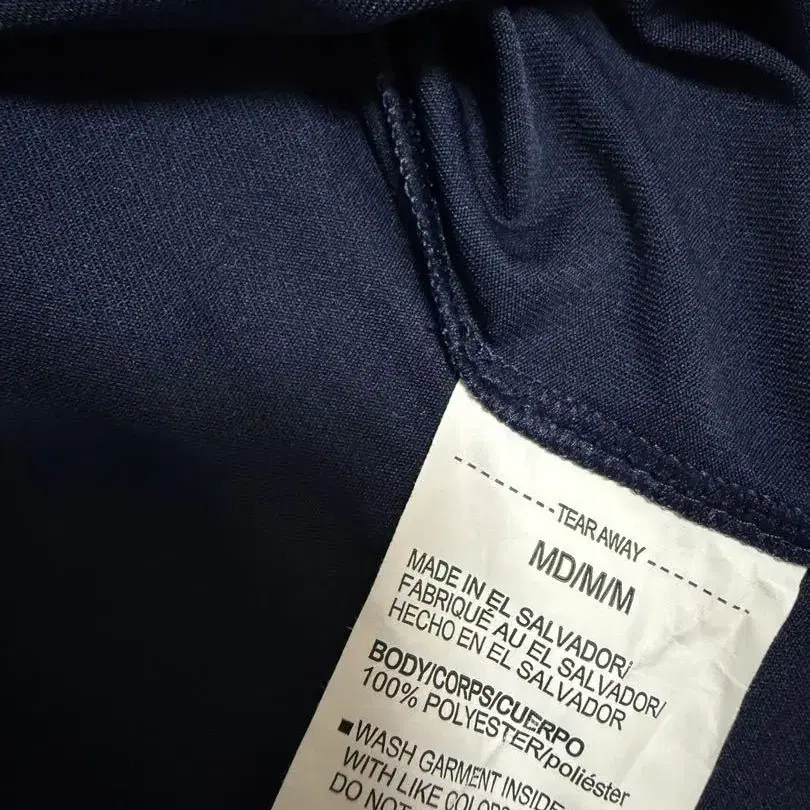 TEAR AWAY
MD/M/M
MADE IN EL SALVADOR/
FABRIQUÉ AU EL SALVADOR/
HECHO EN EL SALVADOR
BODY/CORPS/CUERPO
100% POLYESTER/poliéster
■ WASH GARMENT INSIDE
WITH LIKE COLORS
DO NOT